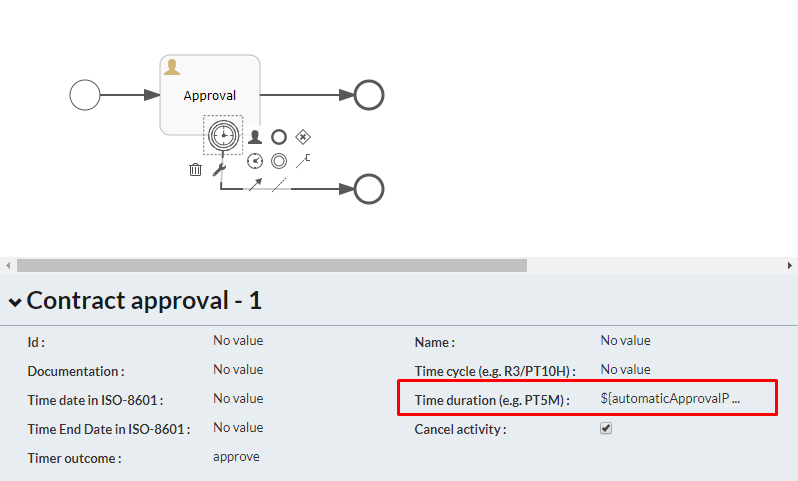 Approval
Contract approval - 1
Id : No value Name : No value
Documentation : No value Time cycle (e.g. R3/PT10H) : No value
Time date in ISO-8601 : No value Time duration (e.g. PT5M) : ${automaticApprovalP ...
Time End Date in ISO-8601 : No value Cancel activity :
Timer outcome : approve